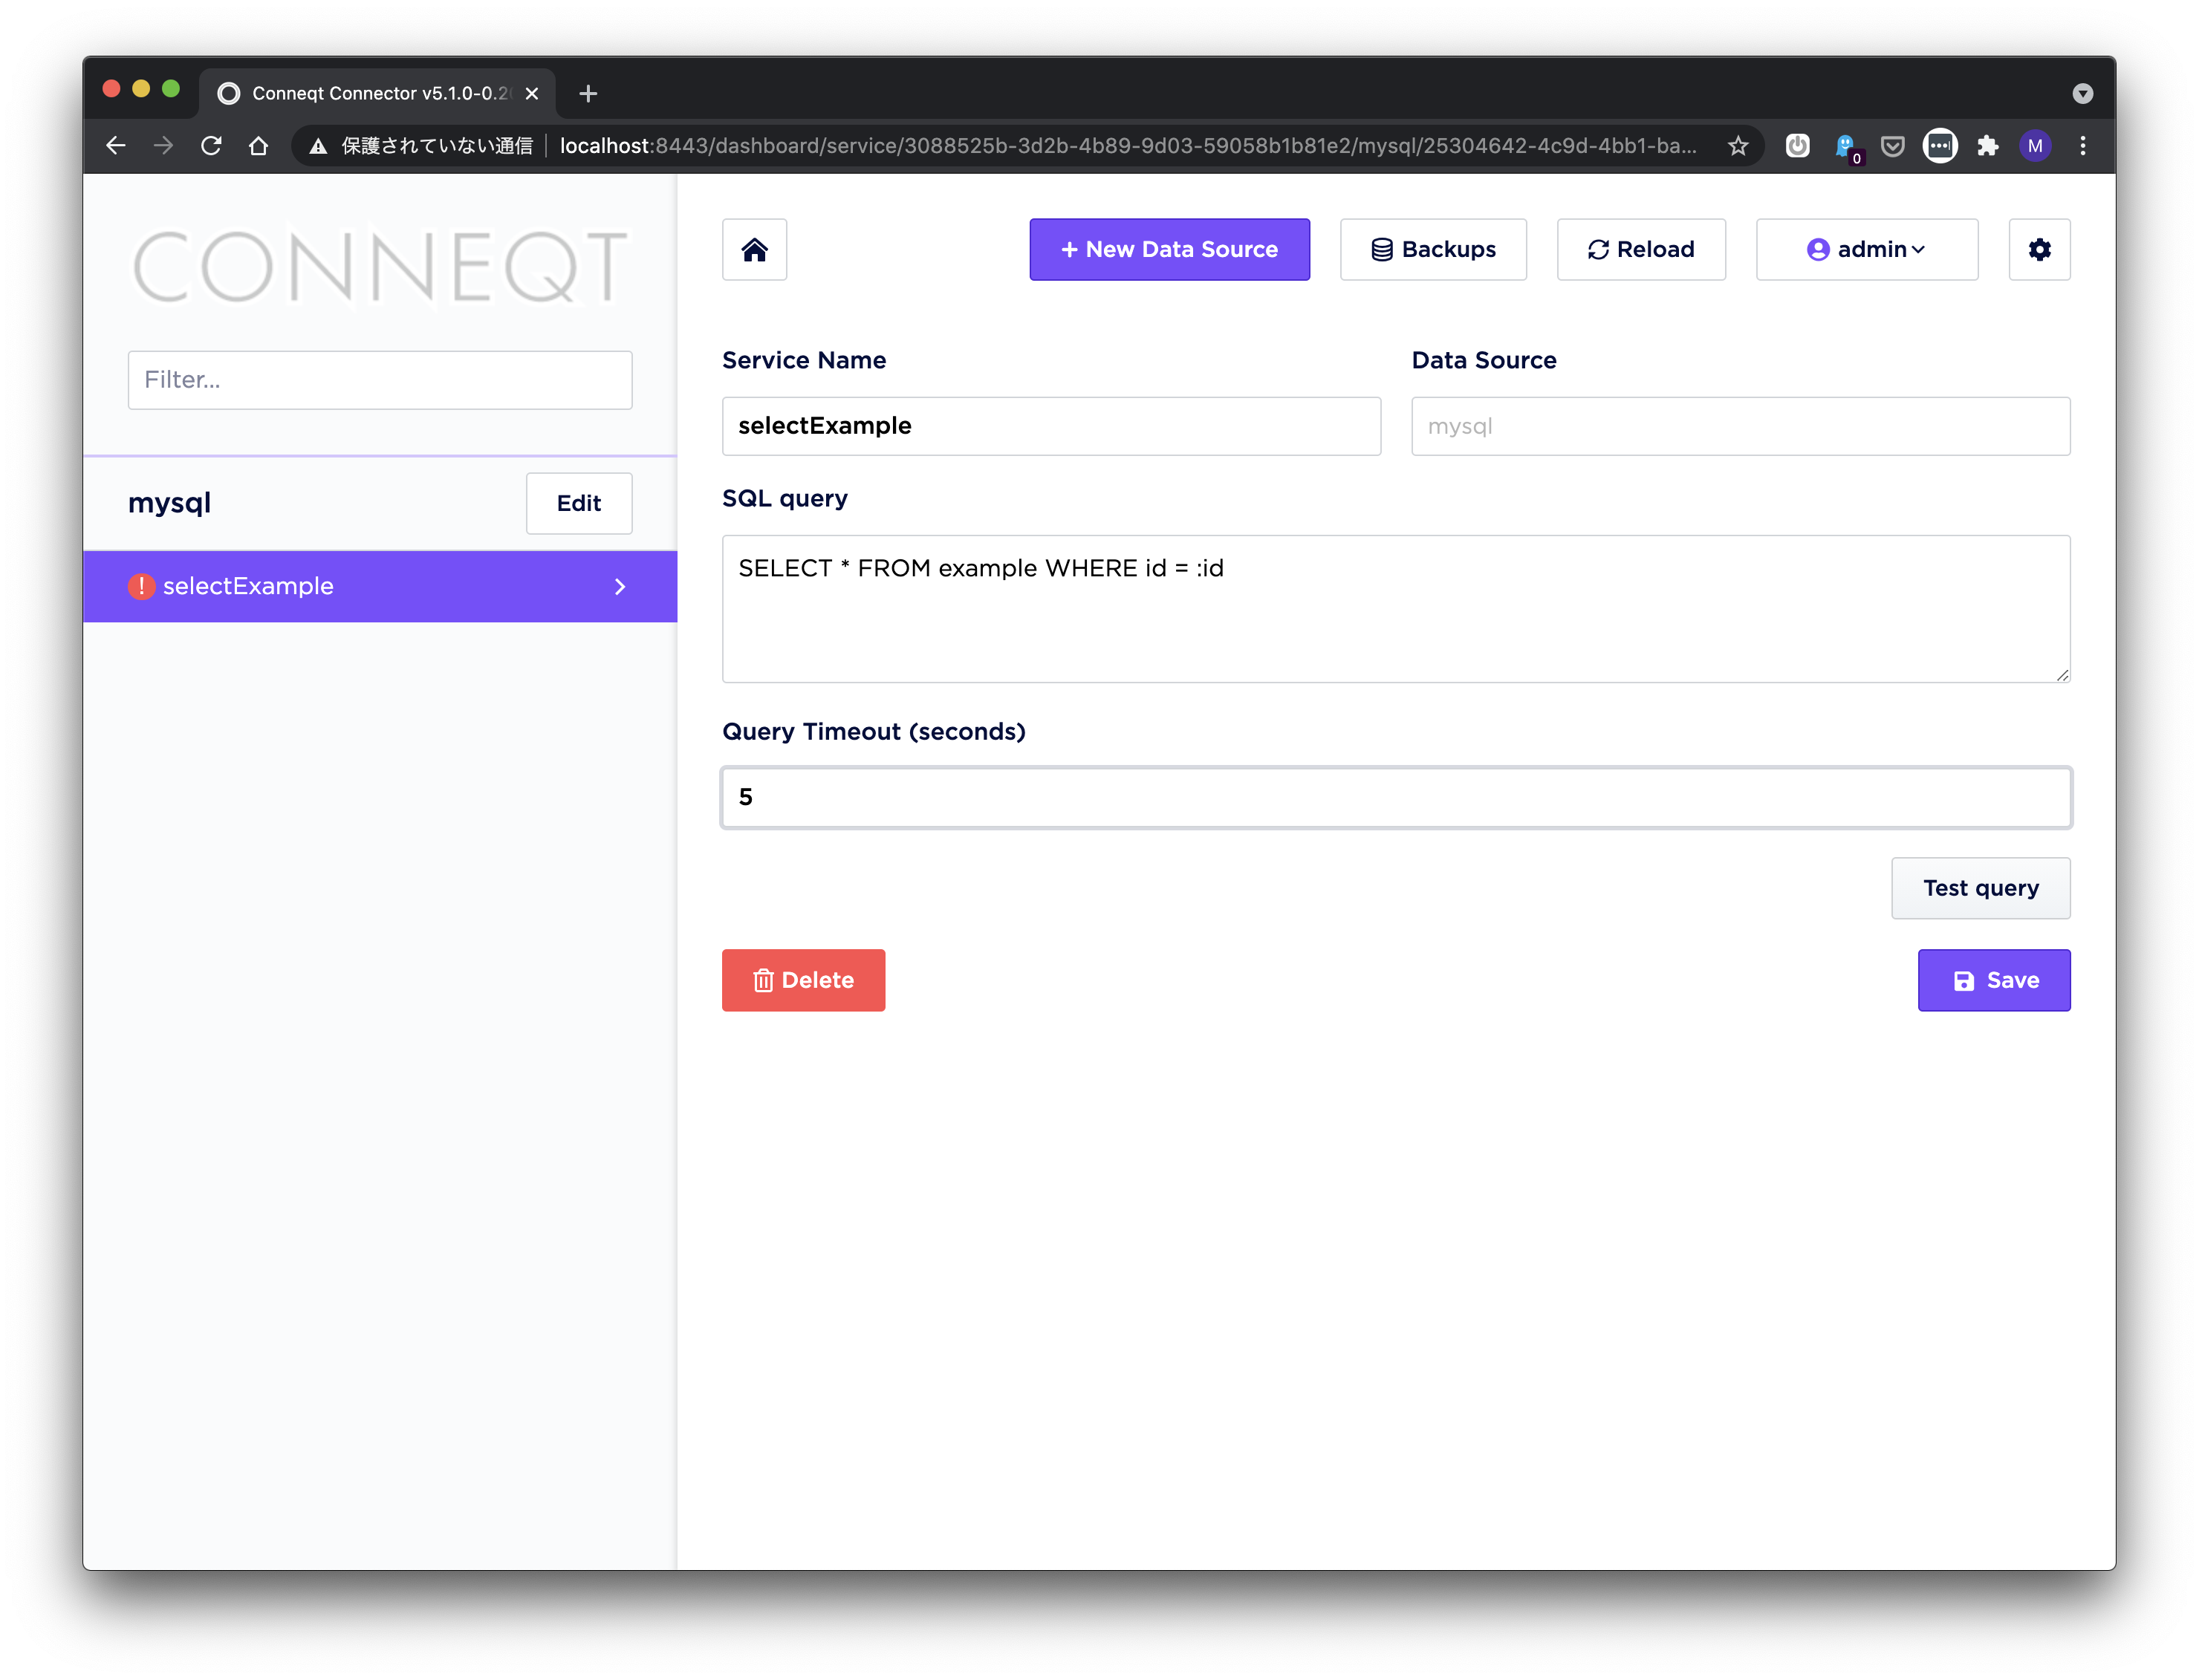 Conneqt Connector v5.1.0-0.2
保護されていない通信
localhost:8443/dashboard/service/3088525b-3d2b-4b89-9d03-59058b1b81e2/mysql/25304642-4c9d-4bb1-ba...
0
M
CONNEQT
+ New Data Source
Backups
Reload
admin
Filter...
Service Name
Data Source
selectExample
mysql
mysql
Edit
SQL query
! selectExample
SELECT * FROM example WHERE id = :id
Query Timeout (seconds)
5
Test query
Delete
Save